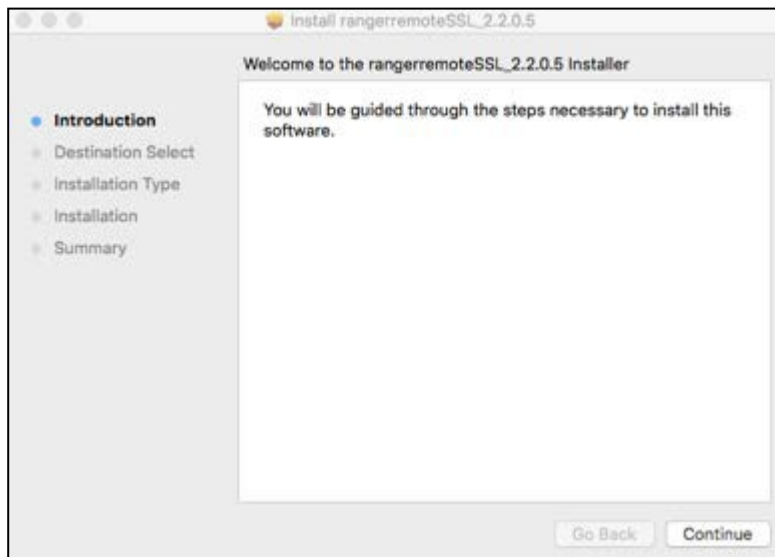 Install rangerremoteSSL_2.2.0.5
Welcome to the rangerremoteSSL_2.2.0.5 Installer
Introduction
Destination Select
Installation Type
Installation
Summary
You will be guided through the steps necessary to install this
software.
Go Back
Continue